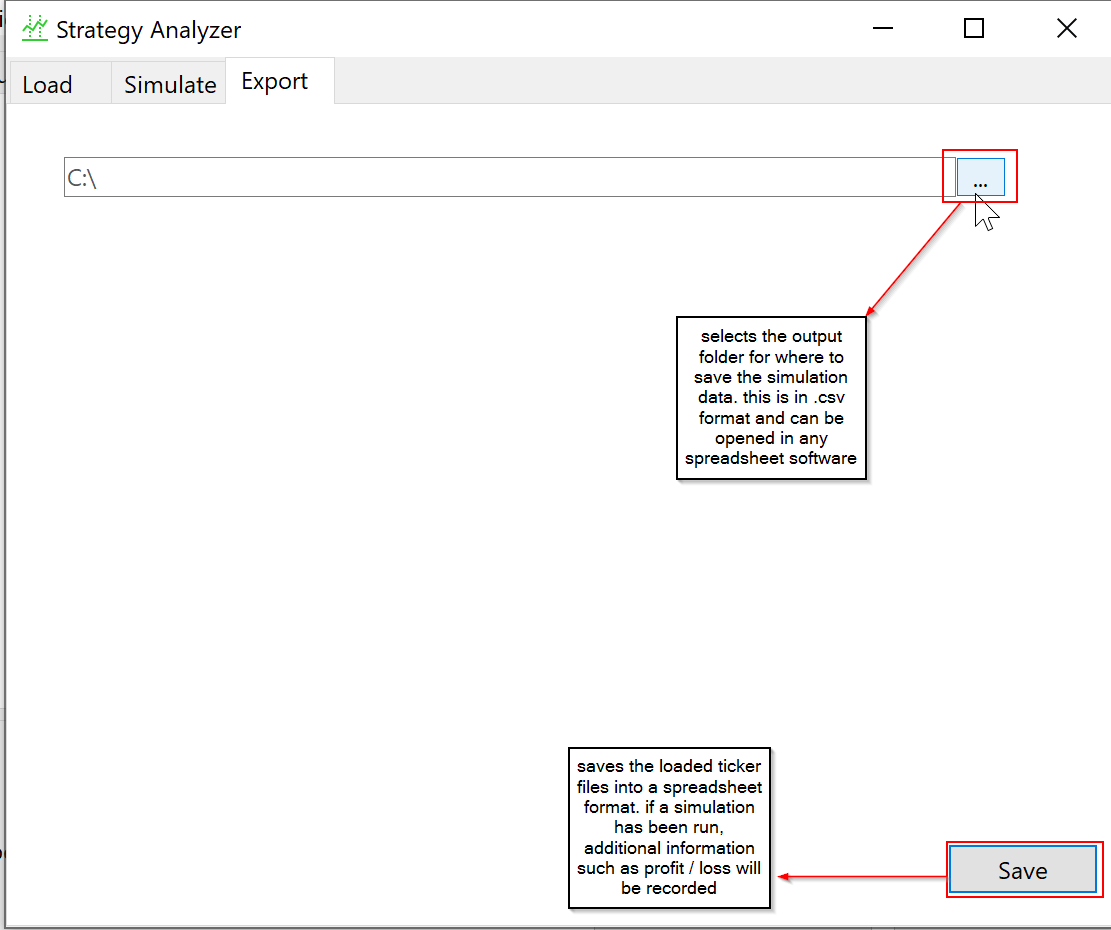 Strategy Analyzer
Load Simulate Export
C:\
...
selects the output
folder for where to
save the simulation
data. this is in .csv
format and can be
opened in any
spreadsheet software
saves the loaded ticker
files into a spreadsheet
format. if a simulation
has been run,
additional information
such as profit / loss will
be recorded
Save